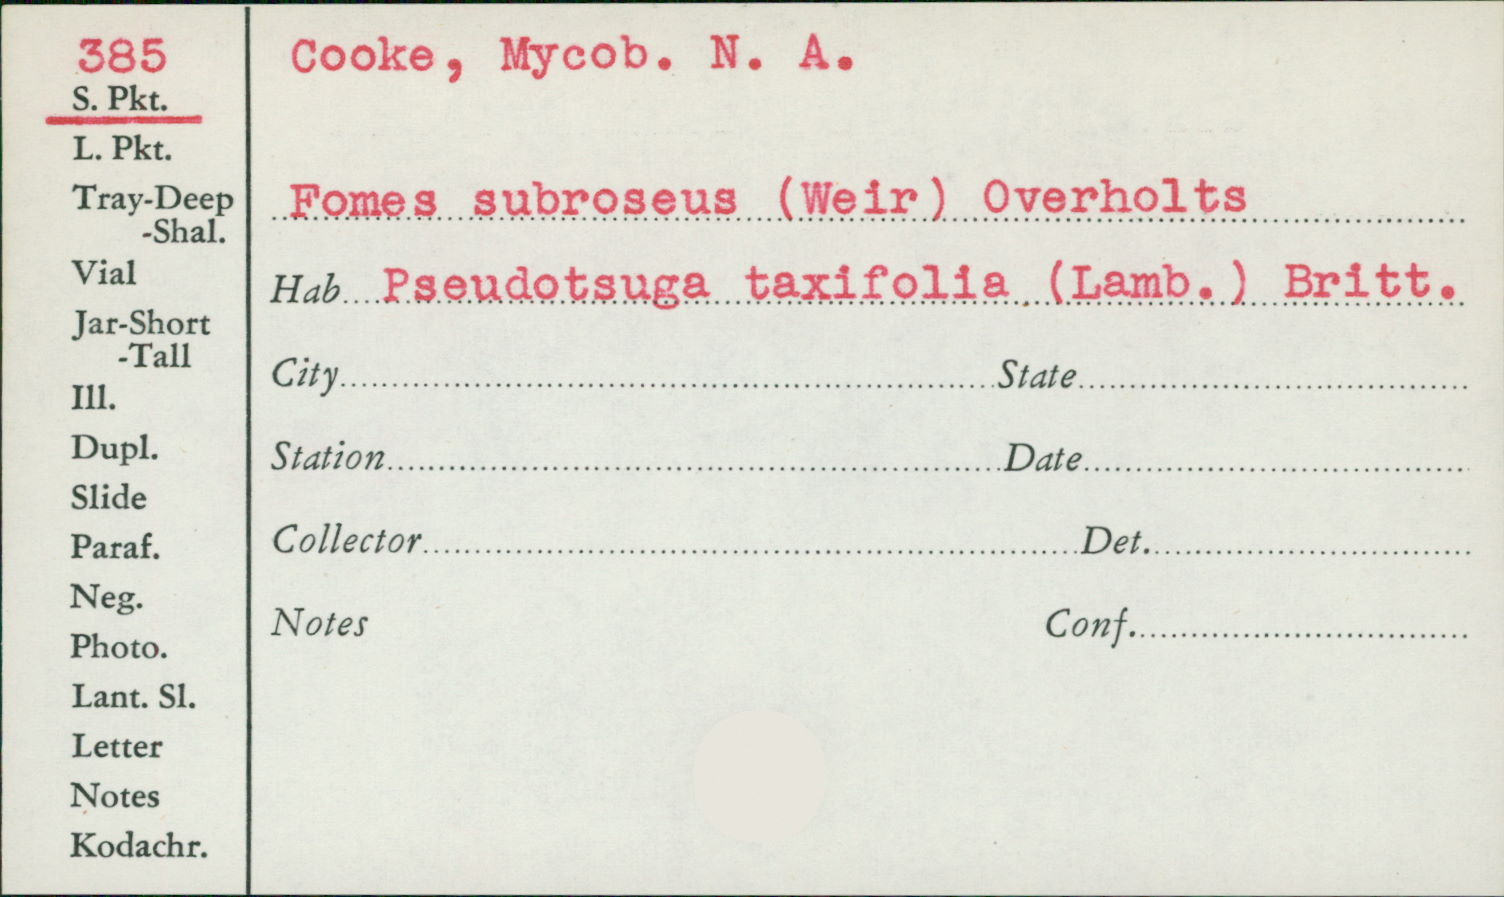 385
S. Pkt.
L. Pkt.
Tray-Deep
-Shal.
Vial
Jar-Short
-Tall
Ill.
Dupl.
Slide
Paraf.
Neg.
Photo.
Lant. Sl.
Letter
Notes
Kodachr.
Cooke, Mycob. N. A.
Fomes subroseus (Weir) Overholts
Hab Pseudotsuga taxifolia (Lamb.) Britt.
City State
Station Date
Collector Det.
Notes Conf.